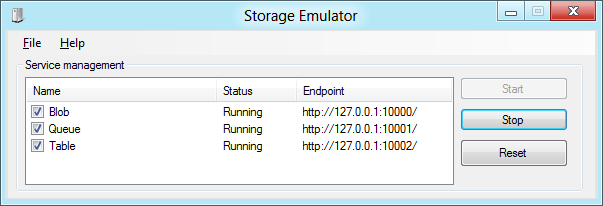 Storage Emulator
File Help
Service management
Name Status Endpoint
Blob Running http://127.0.0.1:10000/
Queue Running http://127.0.0.1:10001/
Table Running http://127.0.0.1:10002/
Start
Stop
Reset